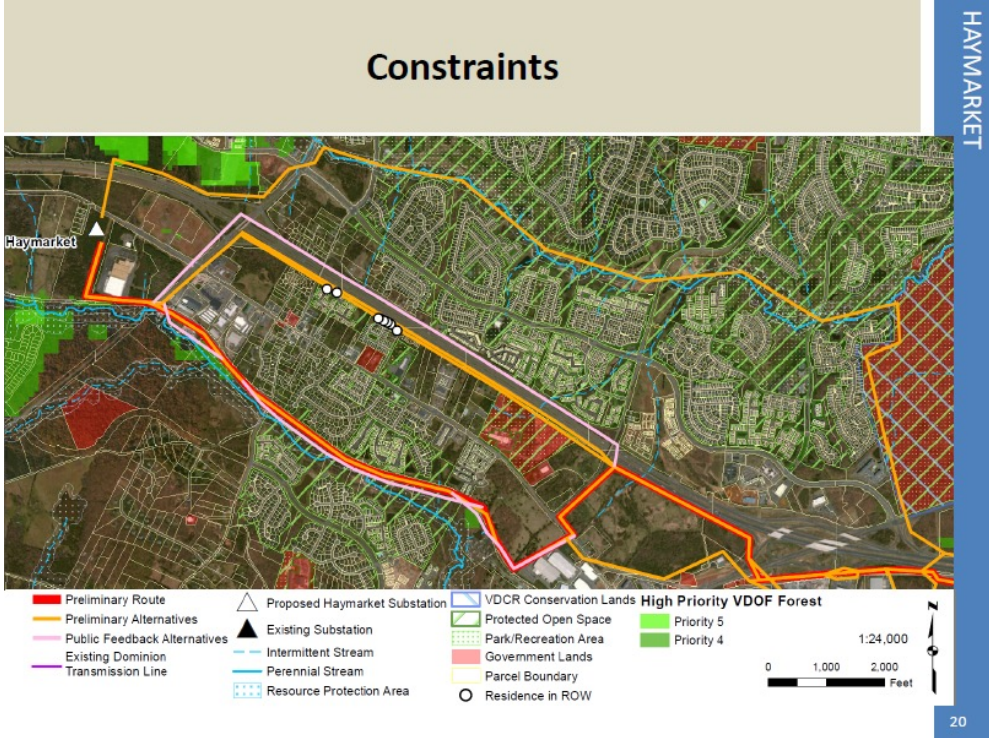 HAYMARKET
Constraints
Haymarket
Preliminary Route
Preliminary Alternatives
Public Feedback Alternatives
Existing Dominion
Transmission Line
Proposed Haymarket Substation
Existing Substation
Intermittent Stream
Perennial Stream
Resource Protection Area
VDCR Conservation Lands
Protected Open Space
Park/Recreation Area
Government Lands
Parcel Boundary
Residence in ROW
High Priority VDOF Forest
Priority 5
Priority 4
N
1:24,000
0 1,000 2,000
Feet
20